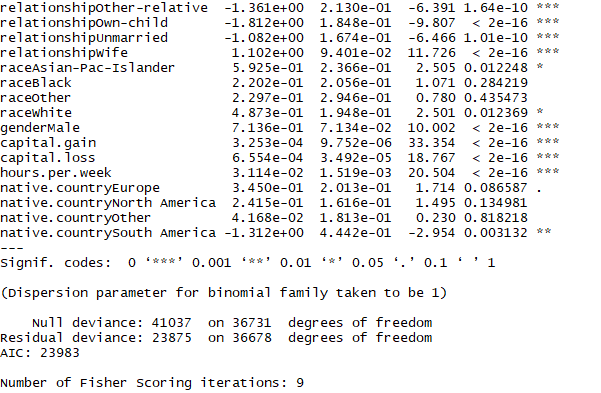 relationshipOther-relative -1.361e+00 2.130e-01 -6.391 1.64e-10 ***
relationshipOwn-child -1.812e+00 1.848e-01 -9.807 < 2e-16 ***
relationshipUnmarried -1.082e+00 1.674e-01 -6.466 1.01e-10 ***
relationshipWife 1.102e+00 9.401e-02 11.726 < 2e-16 ***
raceAsian-Pac-Islander 5.925e-01 2.366e-01 2.505 0.012248 *
raceBlack 2.202e-01 2.056e-01 1.071 0.284219
raceOther 2.297e-01 2.946e-01 0.780 0.435473
raceWhite 4.873e-01 1.948e-01 2.501 0.012369 *
genderMale 7.136e-01 7.134e-02 10.002 < 2e-16 ***
capital.gain 3.253e-04 9.752e-06 33.354 < 2e-16 ***
capital.loss 6.554e-04 3.492e-05 18.767 < 2e-16 ***
hours.per.week 3.114e-02 1.519e-03 20.504 < 2e-16 ***
native.countryEurope 3.450e-01 2.013e-01 1.714 0.086587 .
native.countryNorth America 2.415e-01 1.616e-01 1.495 0.134981
native.countryOther 4.168e-02 1.813e-01 0.230 0.818218
native.countrySouth America -1.312e+00 4.442e-01 -2.954 0.003132 **
---
Signif. codes: 0 ‘***’ 0.001 ‘**’ 0.01 ‘*’ 0.05 ‘.’ 0.1 ‘ ’ 1
(Dispersion parameter for binomial family taken to be 1)
Null deviance: 41037 on 36731 degrees of freedom
Residual deviance: 23875 on 36678 degrees of freedom
AIC: 23983
Number of Fisher Scoring iterations: 9